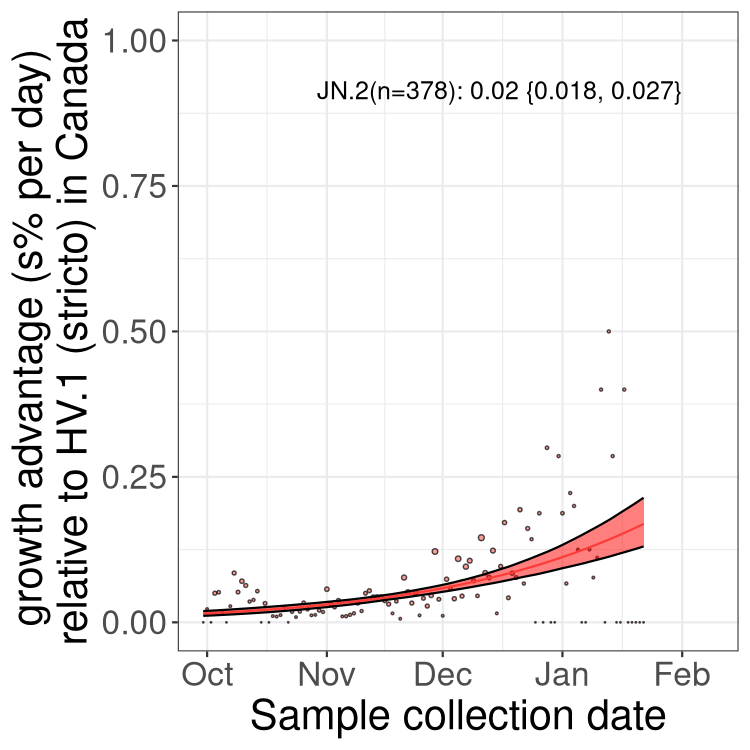 growth advantage (s% per day)
relative to HV.1 (stricto) in Canada
1.00
0.75
0.50
0.25
0.00
JN.2(n=378): 0.02 {0.018, 0.027}
Oct Nov Dec Jan Feb
Sample collection date